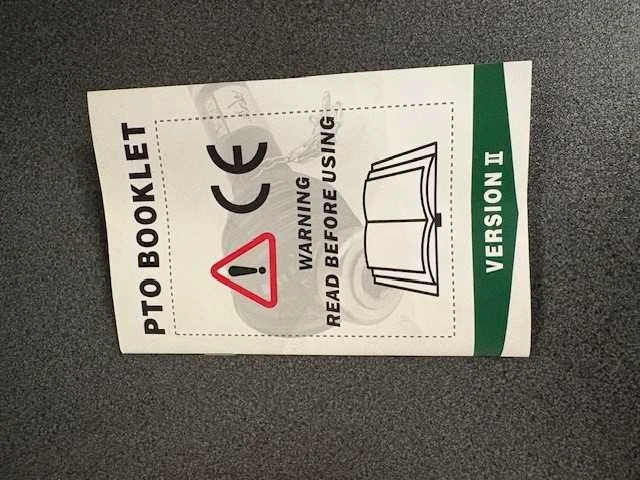 PTO BOOKLET
CE
WARNING
READ BEFORE USING
VERSION II